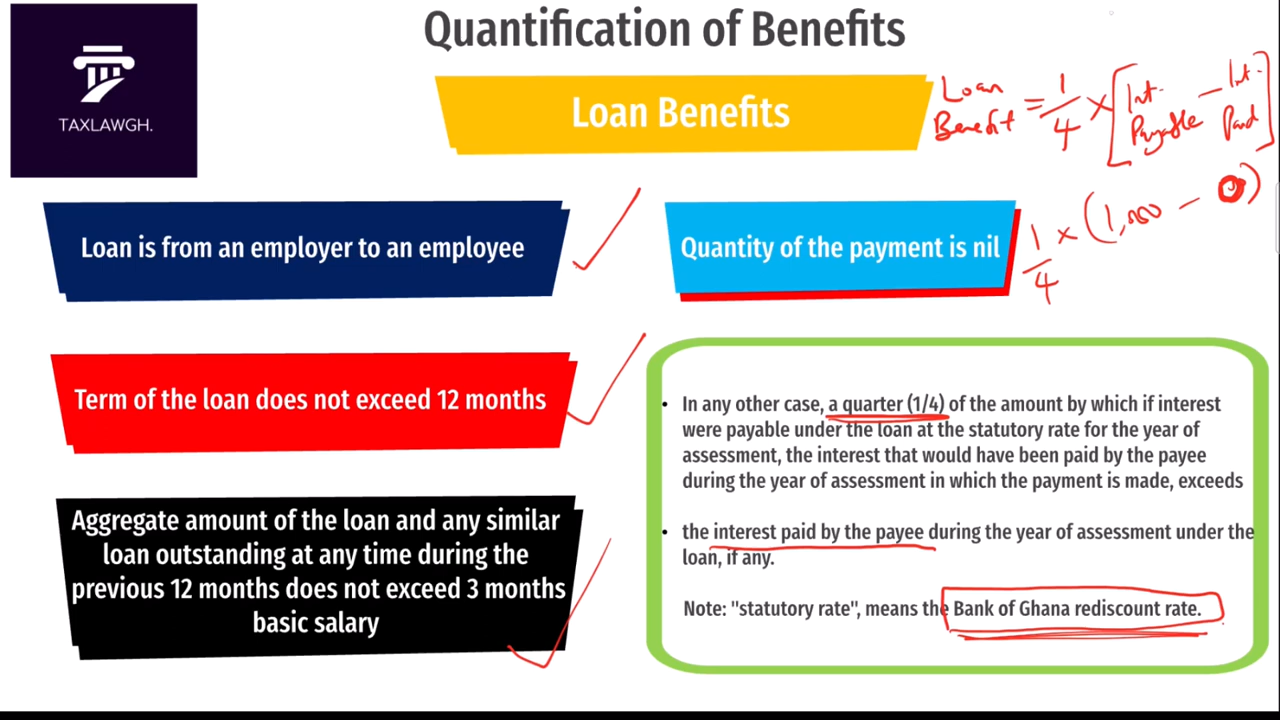 Quantification of Benefits
TAXLAWGH.
Loan Benefits
Loan Benefit = 1/4 × [Int. Payable – Int. Paid]
Loan is from an employer to an employee
Quantity of the payment is nil
1/4 × (1,000 – 0)
Term of the loan does not exceed 12 months
Aggregate amount of the loan and any similar
loan outstanding at any time during the
previous 12 months does not exceed 3 months
basic salary
• In any other case, a quarter (1/4) of the amount by which if interest
were payable under the loan at the statutory rate for the year of
assessment, the interest that would have been paid by the payee
during the year of assessment in which the payment is made, exceeds
• the interest paid by the payee during the year of assessment under the
loan, if any.
Note: "statutory rate", means the Bank of Ghana rediscount rate.